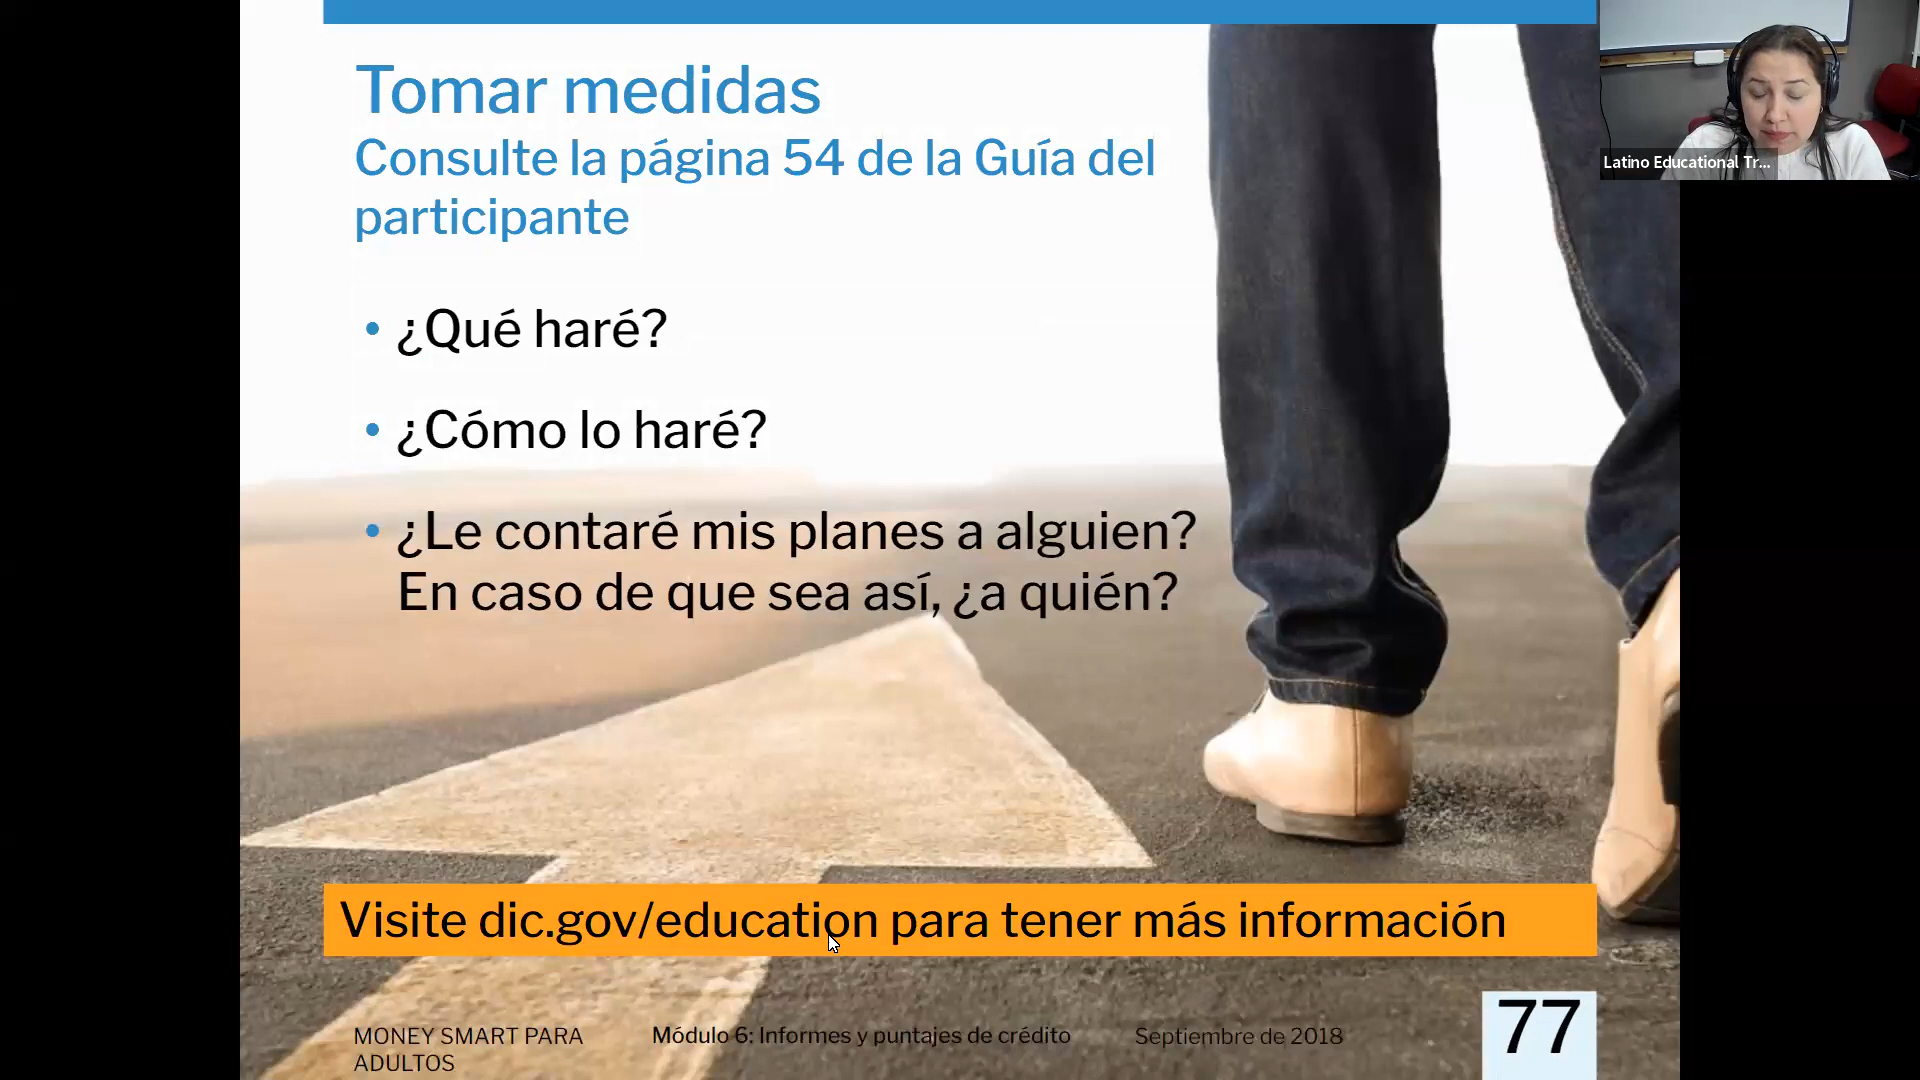 Tomar medidas
Consulte la página 54 de la Guía del
participante
• ¿Qué haré?
• ¿Cómo lo haré?
• ¿Le contaré mis planes a alguien?
En caso de que sea así, ¿a quién?
Visite dic.gov/education para tener más información
MONEY SMART PARA
ADULTOS
Módulo 6: Informes y puntajes de crédito
Septiembre de 2018
77
Latino Educational Tr...